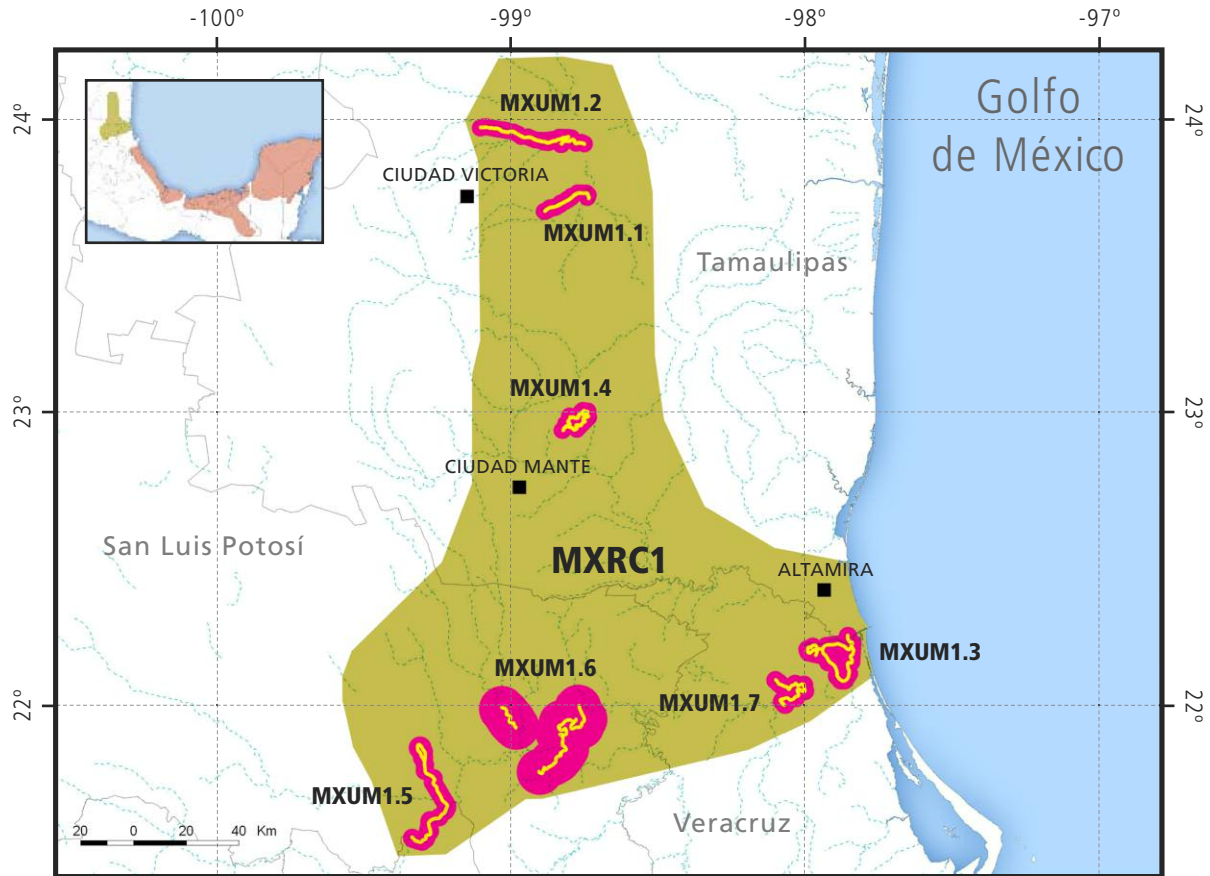 -100º
-99º
-98º
-97º
24º
24º
23º
23º
22º
22º
Golfo
de México
MXUM1.2
CIUDAD VICTORIA
MXUM1.1
Tamaulipas
MXUM1.4
CIUDAD MANTE
San Luis Potosí
MXRC1
ALTAMIRA
MXUM1.3
MXUM1.6
MXUM1.7
MXUM1.5
Veracruz
20 0 20 40 Km